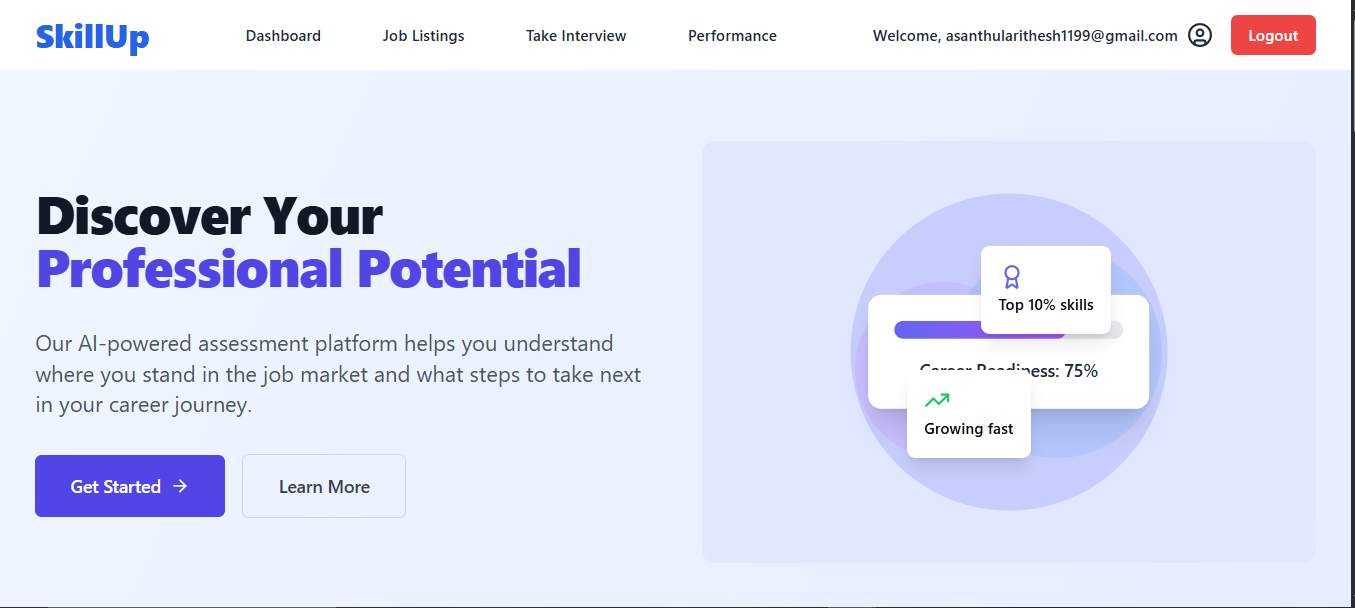 SkillUp
Dashboard
Job Listings
Take Interview
Performance
Welcome, asanthularithesh1199@gmail.com
Logout
Discover Your
Professional Potential
Our AI-powered assessment platform helps you understand
where you stand in the job market and what steps to take next
in your career journey.
Get Started
Learn More
Top 10% skills
Career Readiness: 75%
Growing fast